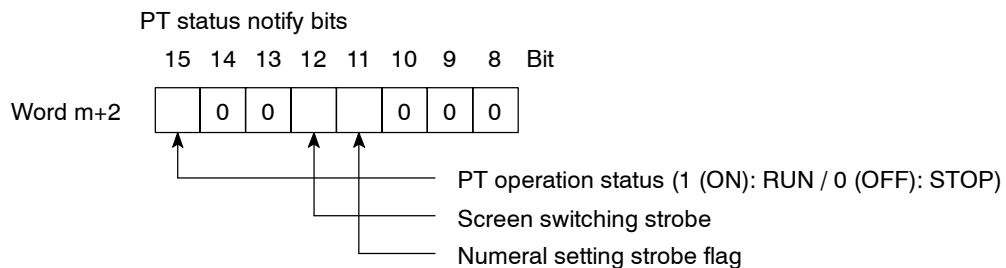 PT status notify bits
15 14 13 12 11 10 9 8 Bit
Word m+2 0 0 0 0 0
PT operation status (1 (ON): RUN / 0 (OFF): STOP)
Screen switching strobe
Numeral setting strobe flag